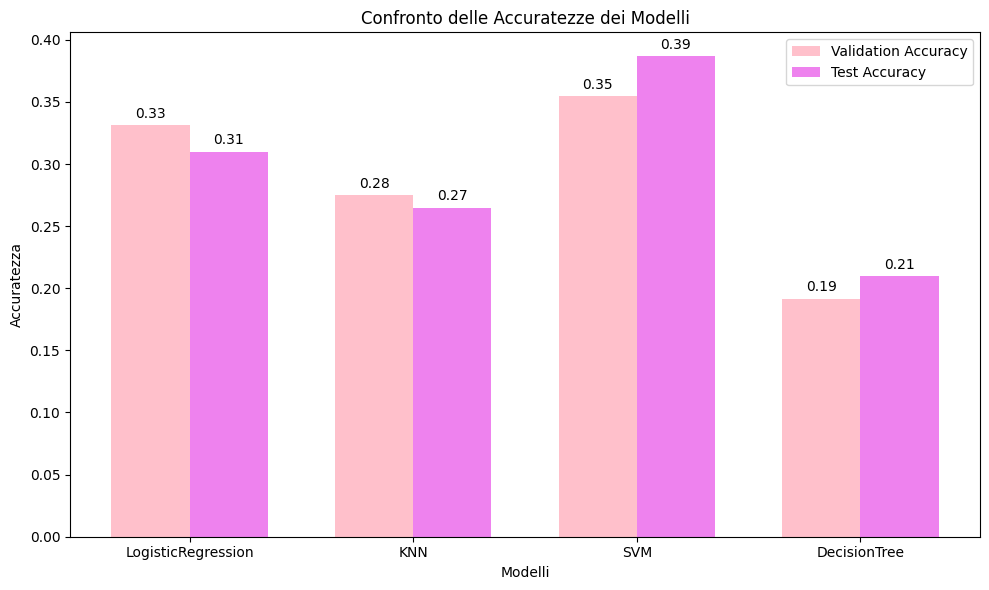 Confronto delle Accuratezze dei Modelli
Validation Accuracy
Test Accuracy
Accuratezza
0.40
0.35
0.30
0.25
0.20
0.15
0.10
0.05
0.00
0.33
0.31
0.28
0.27
0.35
0.39
0.19
0.21
LogisticRegression
KNN
SVM
DecisionTree
Modelli